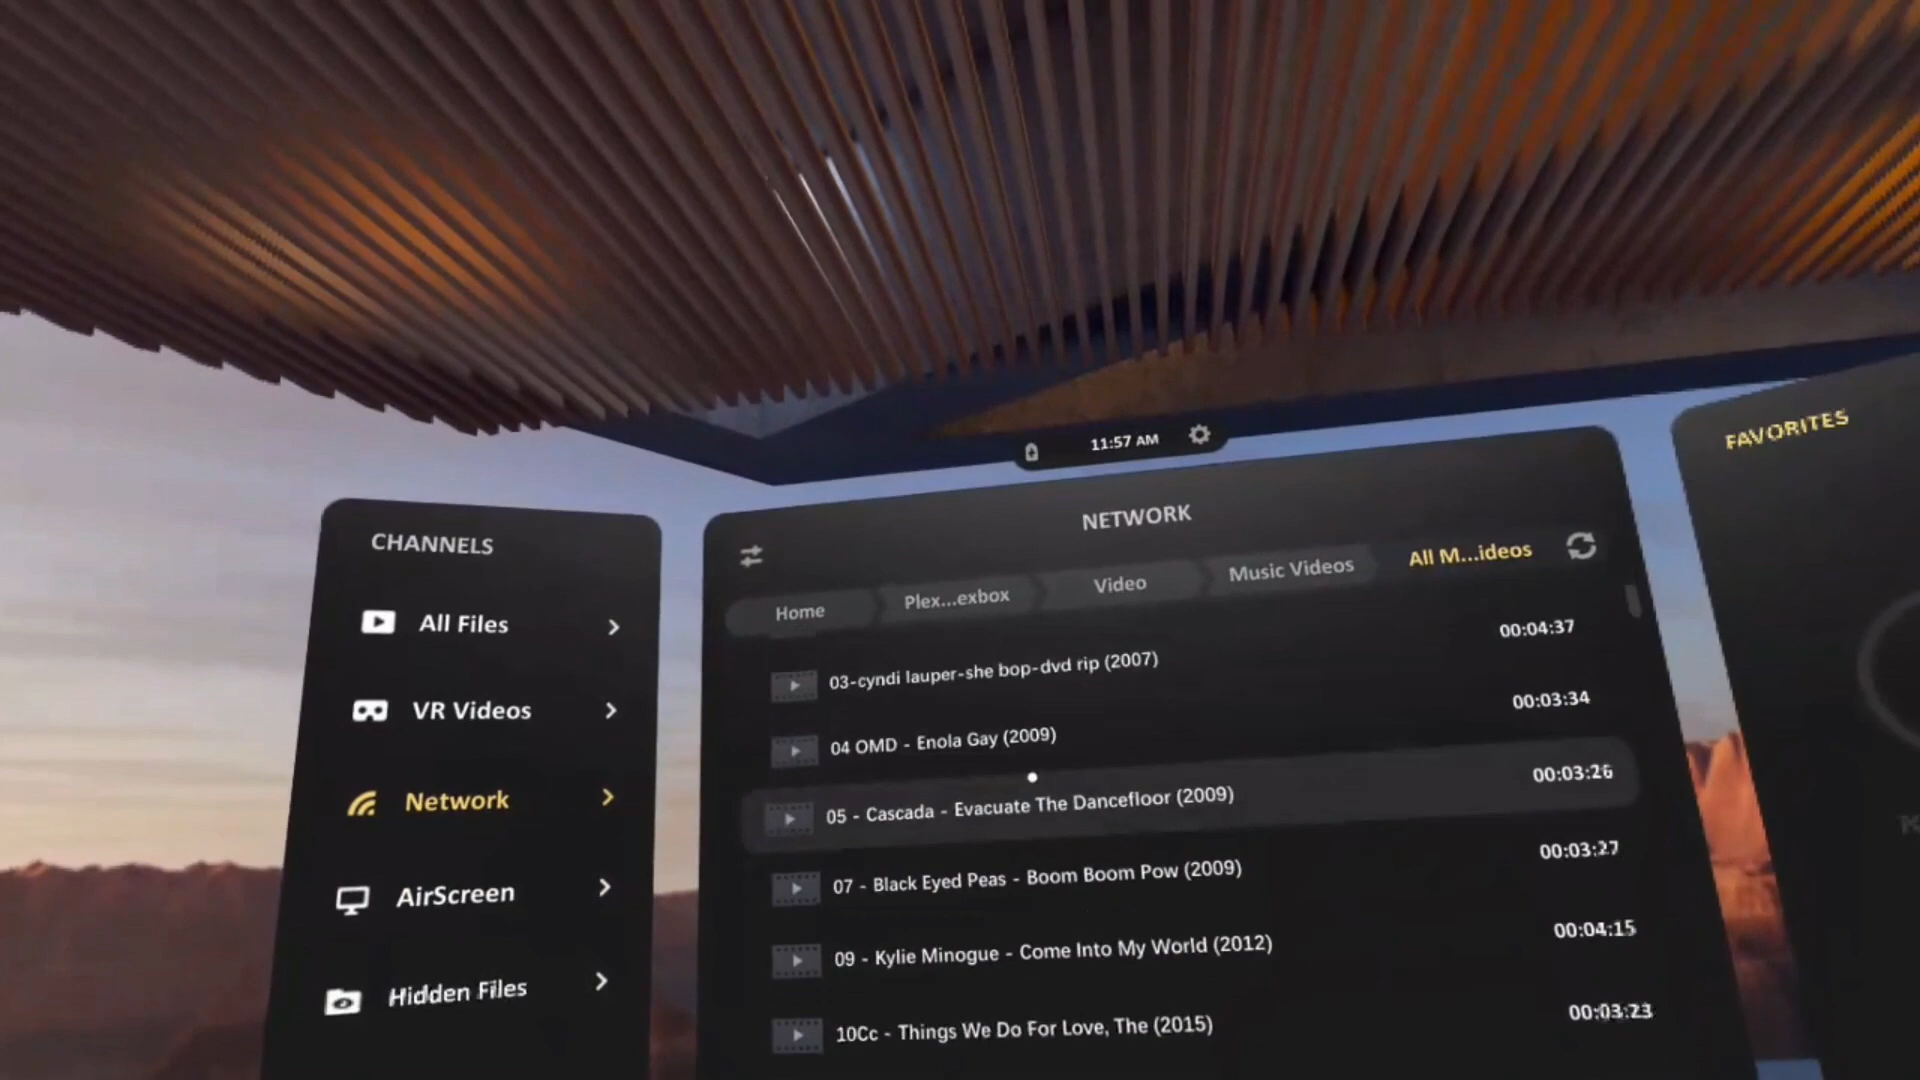 11:57 AM
FAVORITES
CHANNELS
All Files
VR Videos
Network
AirScreen
Hidden Files
NETWORK
Home
Plex...exbox
Video
Music Videos
All M...ideos
03-cyndi lauper-she bop-dvd rip (2007)
00:04:37
04 OMD - Enola Gay (2009)
00:03:34
05 - Cascada - Evacuate The Dancefloor (2009)
00:03:26
07 - Black Eyed Peas - Boom Boom Pow (2009)
00:03:27
09 - Kylie Minogue - Come Into My World (2012)
00:04:15
10Cc - Things We Do For Love, The (2015)
00:03:23